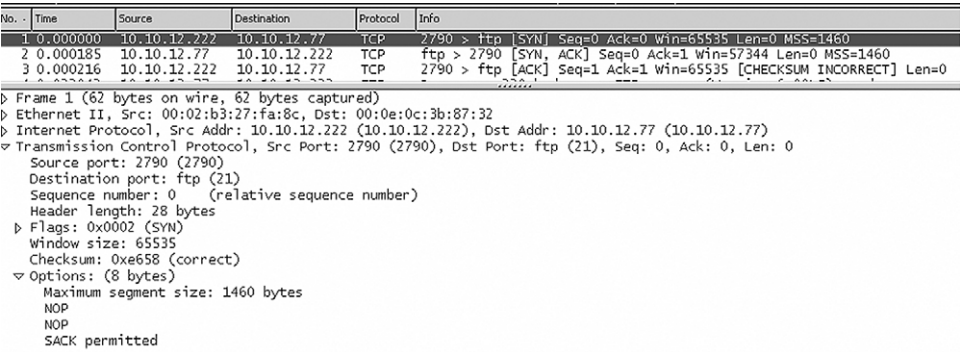 No. - Time Source Destination Protocol Info
1 0.000000 10.10.12.222 10.10.12.77 TCP 2790 > ftp [SYN] Seq=0 Ack=0 Win=65535 Len=0 MSS=1460
2 0.000185 10.10.12.77 10.10.12.222 TCP ftp > 2790 [SYN, ACK] Seq=0 Ack=1 Win=57344 Len=0 MSS=1460
3 0.000216 10.10.12.222 10.10.12.77 TCP 2790 > ftp [ACK] Seq=1 Ack=1 Win=65535 [CHECKSUM INCORRECT] Len=0
Frame 1 (62 bytes on wire, 62 bytes captured)
Ethernet II, Src: 00:02:b3:27:fa:8c, Dst: 00:0e:0c:3b:87:32
Internet Protocol, Src Addr: 10.10.12.222 (10.10.12.222), Dst Addr: 10.10.12.77 (10.10.12.77)
Transmission Control Protocol, Src Port: 2790 (2790), Dst Port: ftp (21), Seq: 0, Ack: 0, Len: 0
Source port: 2790 (2790)
Destination port: ftp (21)
Sequence number: 0 (relative sequence number)
Header length: 28 bytes
Flags: 0x0002 (SYN)
Window size: 65535
Checksum: 0xe658 (correct)
Options: (8 bytes)
Maximum segment size: 1460 bytes
NOP
NOP
SACK permitted